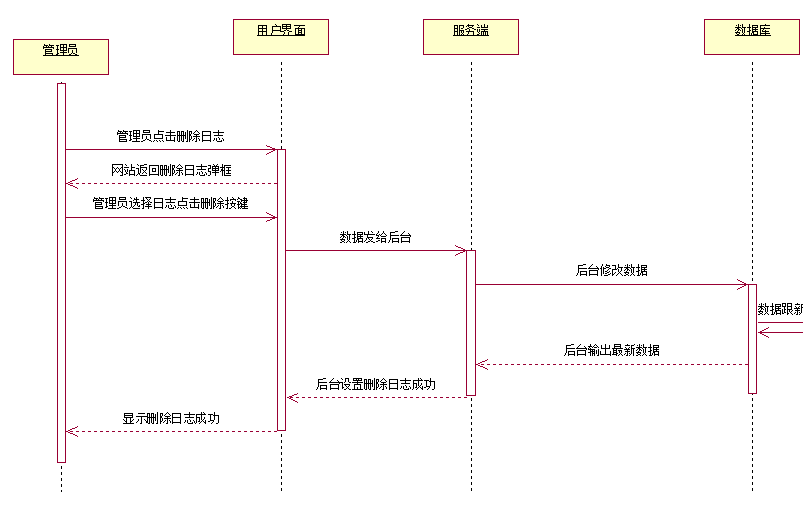 管理员
用户界面
服务端
数据库
管理员点击删除日志
网站返回删除日志弹框
管理员选择日志点击删除按键
数据发给后台
后台修改数据
数据跟新
后台输出最新数据
后台设置删除日志成功
显示删除日志成功